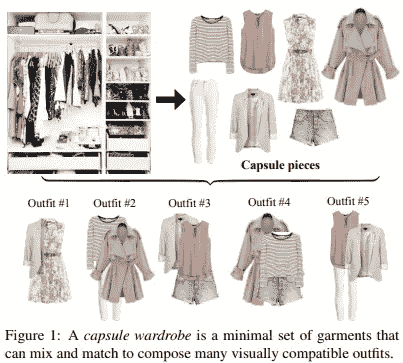 Capsule pieces
Outfit #1 Outfit #2 Outfit #3 Outfit #4 Outfit #5
Figure 1: A capsule wardrobe is a minimal set of garments that
can mix and match to compose many visually compatible outfits.